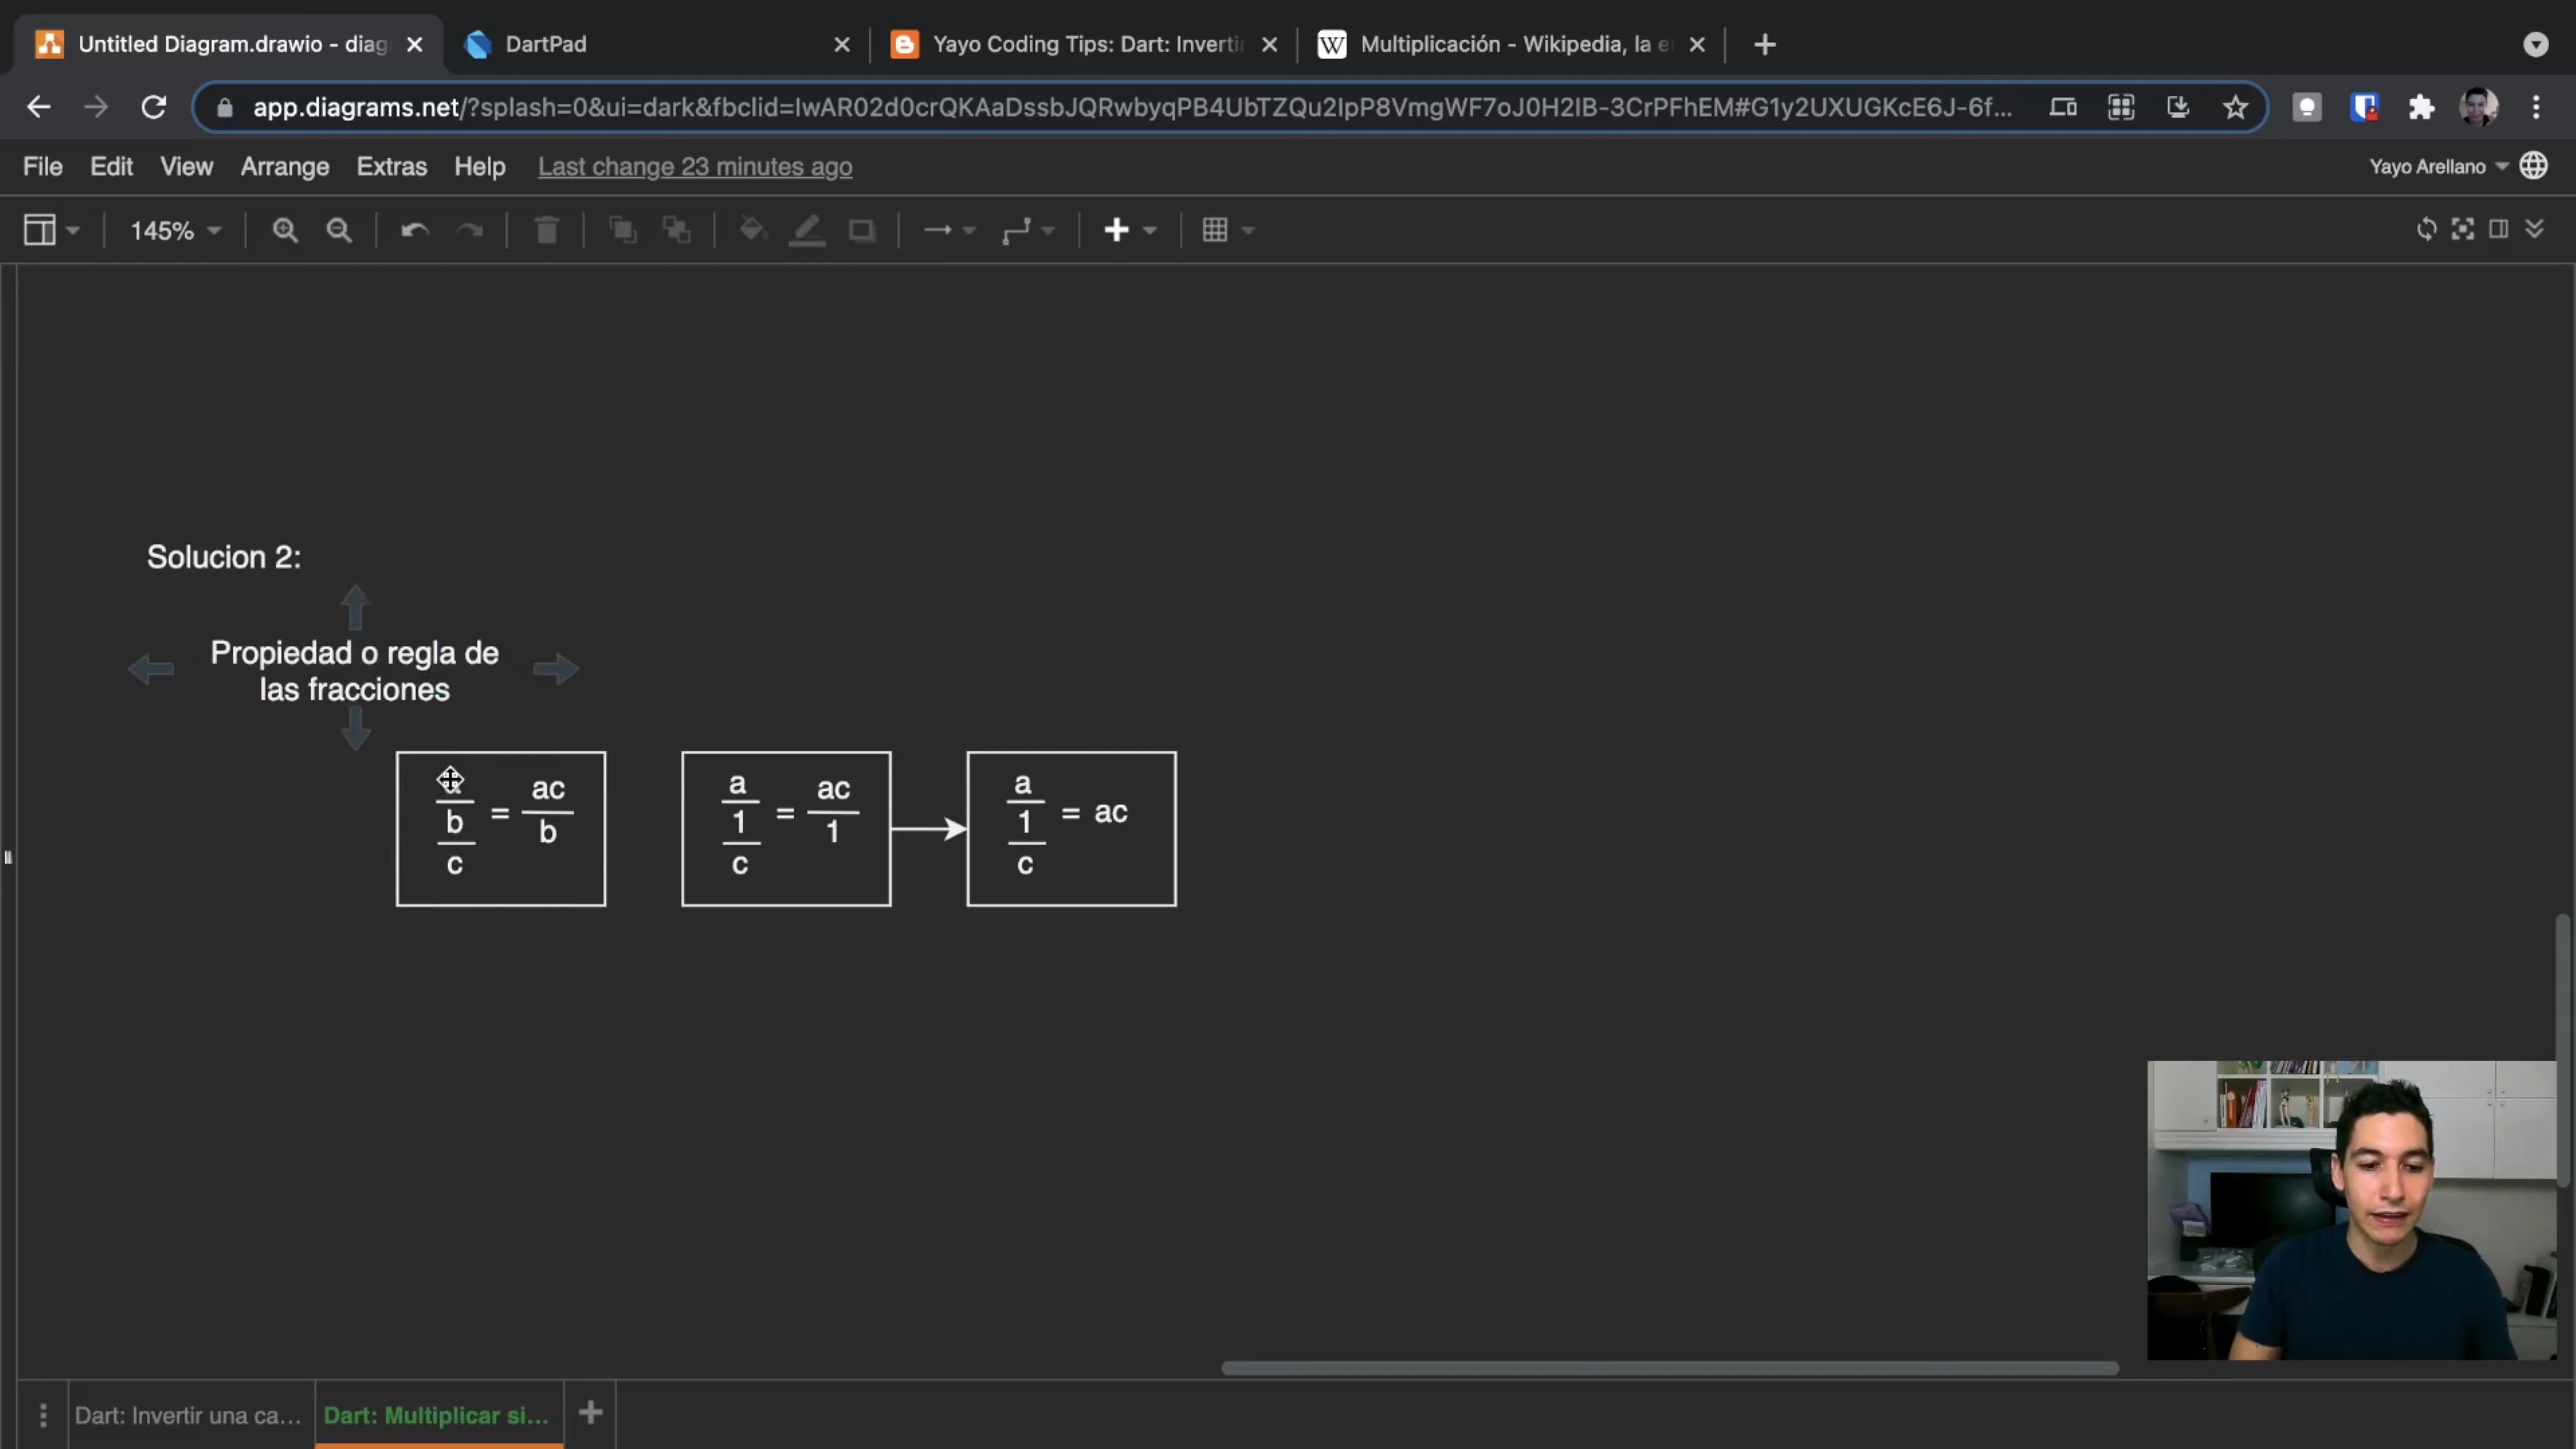 Untitled Diagram.drawio - diag
DartPad
Yayo Coding Tips: Dart: Inverti
Multiplicación - Wikipedia, la e
app.diagrams.net/?splash=0&ui=dark&fbclid=IwAR02d0crQKAaDssbJQRwbyqPB4UbTZQu2IpP8VmgWF7oJ0H2IB-3CrPFhEM#G1y2UXUGKcE6J-6f...
File Edit View Arrange Extras Help Last change 23 minutes ago
Yayo Arellano
145%
Solucion 2:
Propiedad o regla de
las fracciones
b
c
=
ac
b
a
1
c
=
ac
1
a
1
c
= ac
Dart: Invertir una ca...
Dart: Multiplicar si...